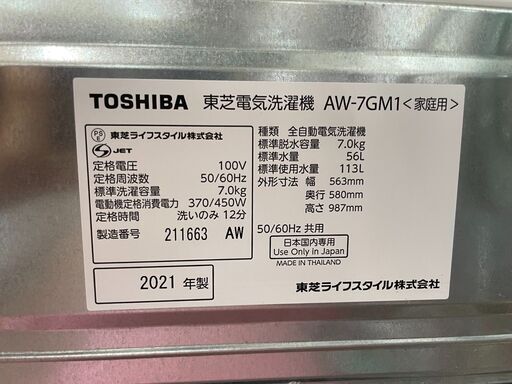 TOSHIBA 東芝電気洗濯機 AW-7GM1<家庭用>
PS
E
東芝ライフスタイル株式会社
S JET
定格電圧 100V
定格周波数 50/60Hz
標準洗濯容量 7.0kg
電動機定格消費電力 370/450W
定格時間 洗いのみ 12分
製造番号 211663 AW
2021 年製
種類 全自動電気洗濯機
標準脱水容量 7.0kg
標準水量 56L
標準使用水量 113L
外形寸法 幅 563mm
奥行 580mm
高さ 987mm
50/60Hz 共用
日本国内専用
Use Only in Japan
MADE IN THAILAND
東芝ライフスタイル株式会社